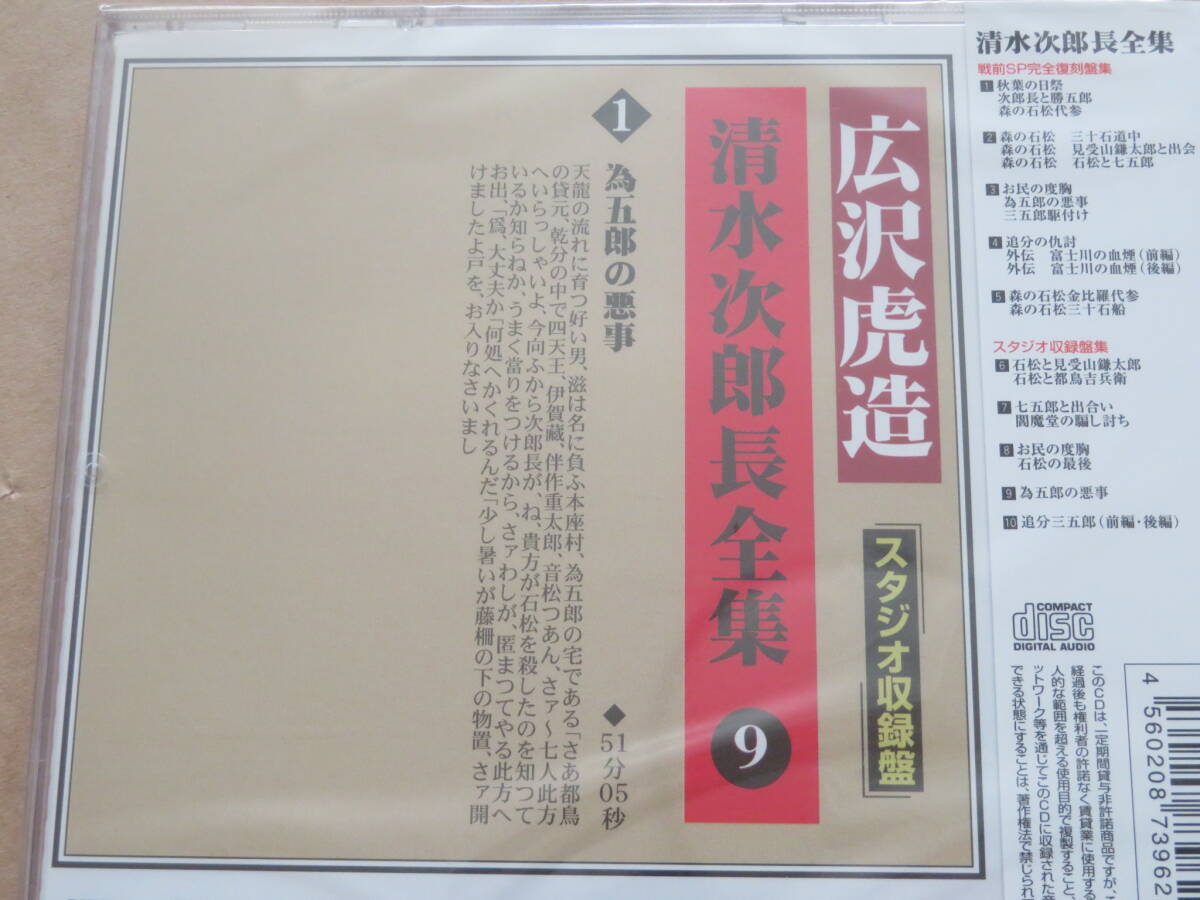 広沢虎造
スタジオ収録盤
清水次郎長全集 9
1 為五郎の悪事 ◆51分05秒
天龍の流れに育つ好い男、滋は名に負ふ本座村、為五郎の宅である「さあ都鳥
の貸元、乾分の中で四天王、伊賀蔵、伴作重太郎、音松つあん、さァ〜七人此方
へいらっしゃいよ、今向ふから次郎長が、ね、貴方が石松を殺したのを知つて
いるか知らねか、うまく當りをつけるから、さァわしが、匿まつてやる此方へ
お出、「爲、大丈夫か「何処へかくれるんだ「少し暑いが藤柵の下の物置、さァ開
けましたよ戸を、お入りなさいまし
清水次郎長全集
戦前SP完全復刻盤集
1 秋葉の日祭
次郎長と勝五郎
森の石松代参
2 森の石松 三十石道中
森の石松 見受山鎌太郎と出会
森の石松 石松と七五郎
3 お民の度胸
為五郎の悪事
三五郎駆付け
4 追分の仇討
外伝 富士川の血煙(前編)
外伝 富士川の血煙(後編)
5 森の石松金比羅代参
森の石松三十石船
スタジオ収録盤集
6 石松と見受山鎌太郎
石松と都鳥吉兵衛
7 七五郎と出合い
閻魔堂の騙し討ち
8 お民の度胸
石松の最後
9 為五郎の悪事
10 追分三五郎(前編・後編)
COMPACT
disc
DIGITAL AUDIO
このCDは、一定期間貸与非許諾商品ですが、こ
経過後も権利者の許諾なく賃貸業に使用する
人的な範囲を超える使用目的で複製すること、
ットワーク等を通じてこのCDに収録された音
できる状態にすることは、著作権法で禁じられて
4 560208 73962